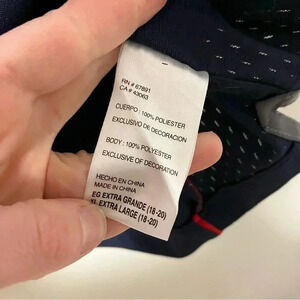 RN # 67891
CA # 43063
CUERPO : 100% POLIESTER
EXCLUSIVO DE DECORACION
BODY : 100% POLYESTER
EXCLUSIVE OF DECORATION
HECHO EN CHINA
MADE IN CHINA
EG EXTRA GRANDE (18-20)
XL EXTRA LARGE (18-20)